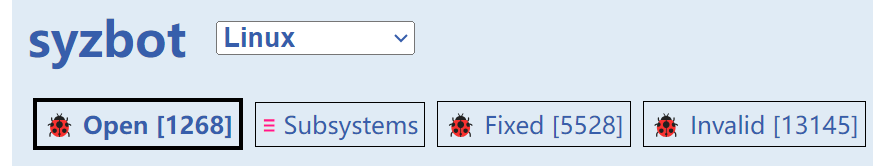 syzbot Linux
Open [1268] Subsystems Fixed [5528] Invalid [13145]